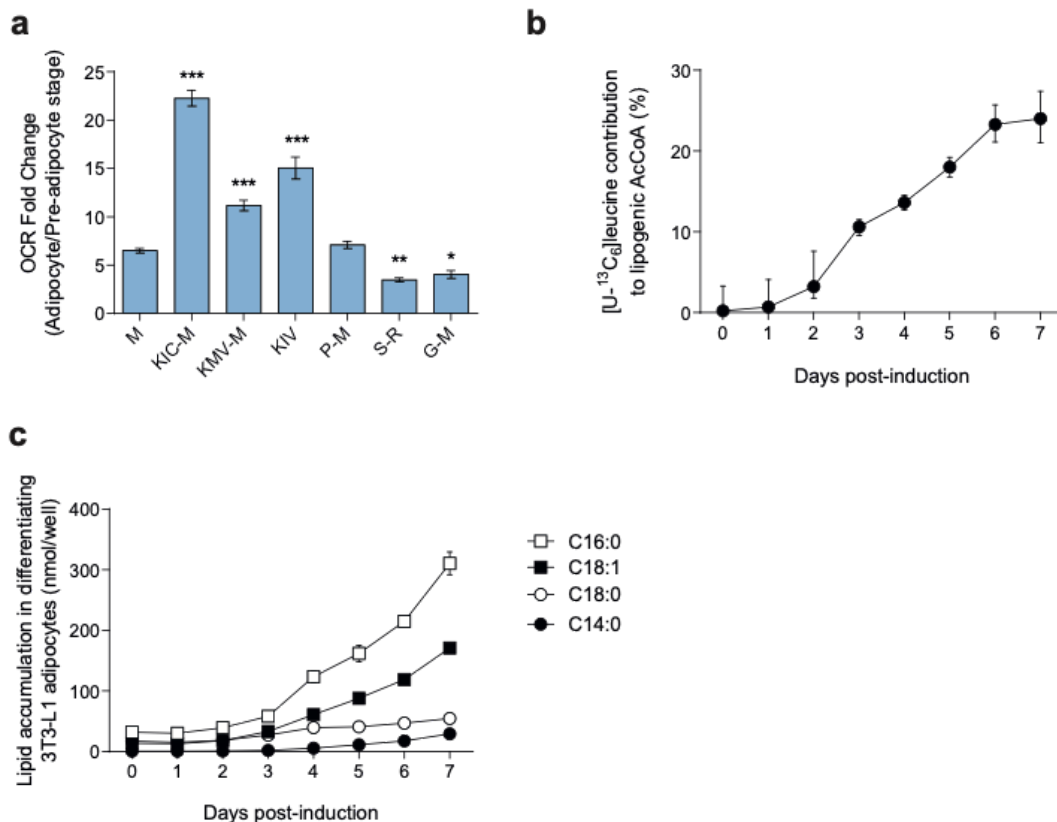 a
OCR Fold Change
(Adipocyte/Pre-adipocyte stage)
25
20
15
10
5
0
***
***
***
**
*
M
KIC-M
KMV-M
KIV
P-M
S-R
G-M
b
[U-¹³C₆]leucine contribution
to lipogenic AcCoA (%)
30
20
10
0
0 1 2 3 4 5 6 7
Days post-induction
c
Lipid accumulation in differentiating
3T3-L1 adipocytes (nmol/well)
400
300
200
100
0
0 1 2 3 4 5 6 7
Days post-induction
C16:0
C18:1
C18:0
C14:0